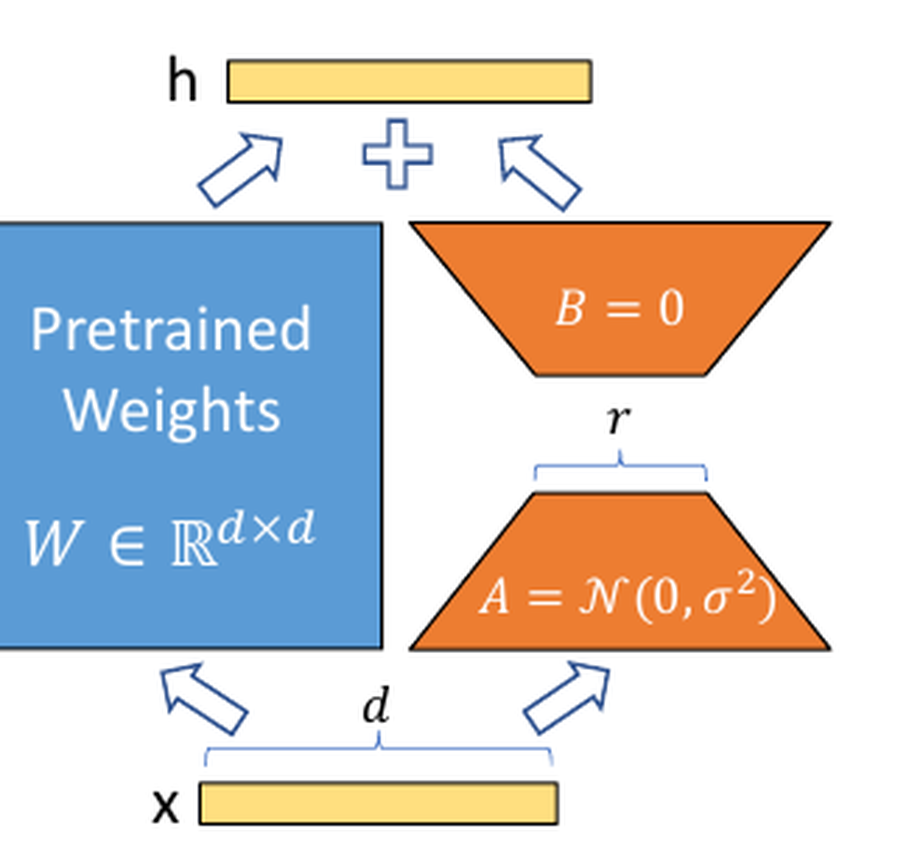 h
Pretrained
Weights
W ∈ ℝ^{d×d}
B = 0
r
A = 𝒩(0, σ²)
d
x